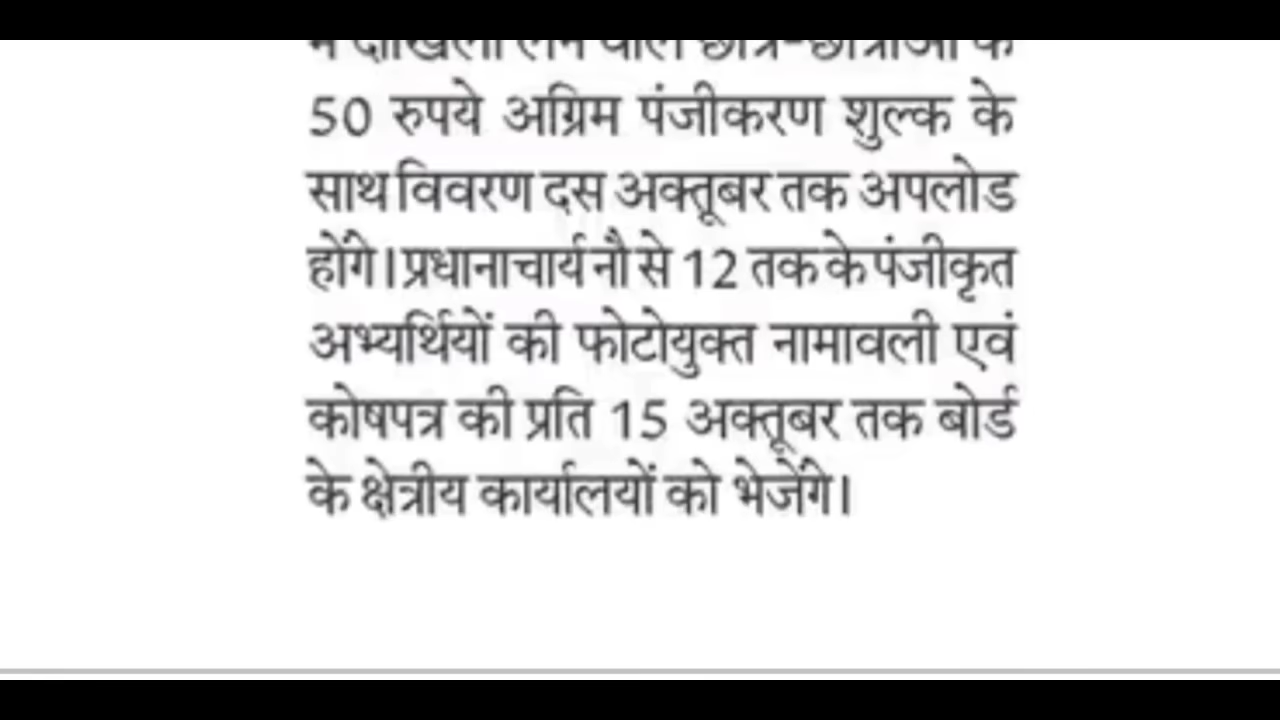 में दाखिला लेने वाले छात्र-छात्राओं के
50 रुपये अग्रिम पंजीकरण शुल्क के
साथ विवरण दस अक्तूबर तक अपलोड
होंगे। प्रधानाचार्य नौ से 12 तक के पंजीकृत
अभ्यर्थियों की फोटोयुक्त नामावली एवं
कोषपत्र की प्रति 15 अक्तूबर तक बोर्ड
के क्षेत्रीय कार्यालयों को भेजेंगे।